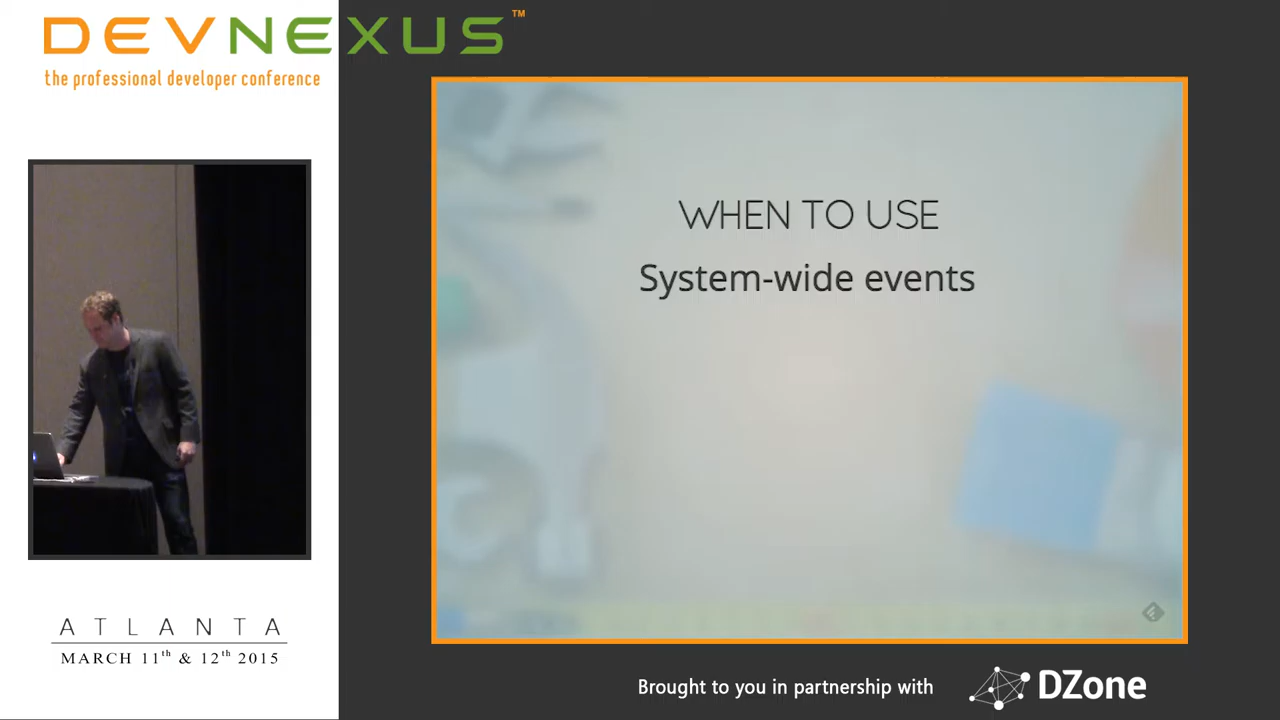 DEVNEXUS™
the professional developer conference
WHEN TO USE
System-wide events
ATLANTA
MARCH 11th & 12th 2015
Brought to you in partnership with DZone